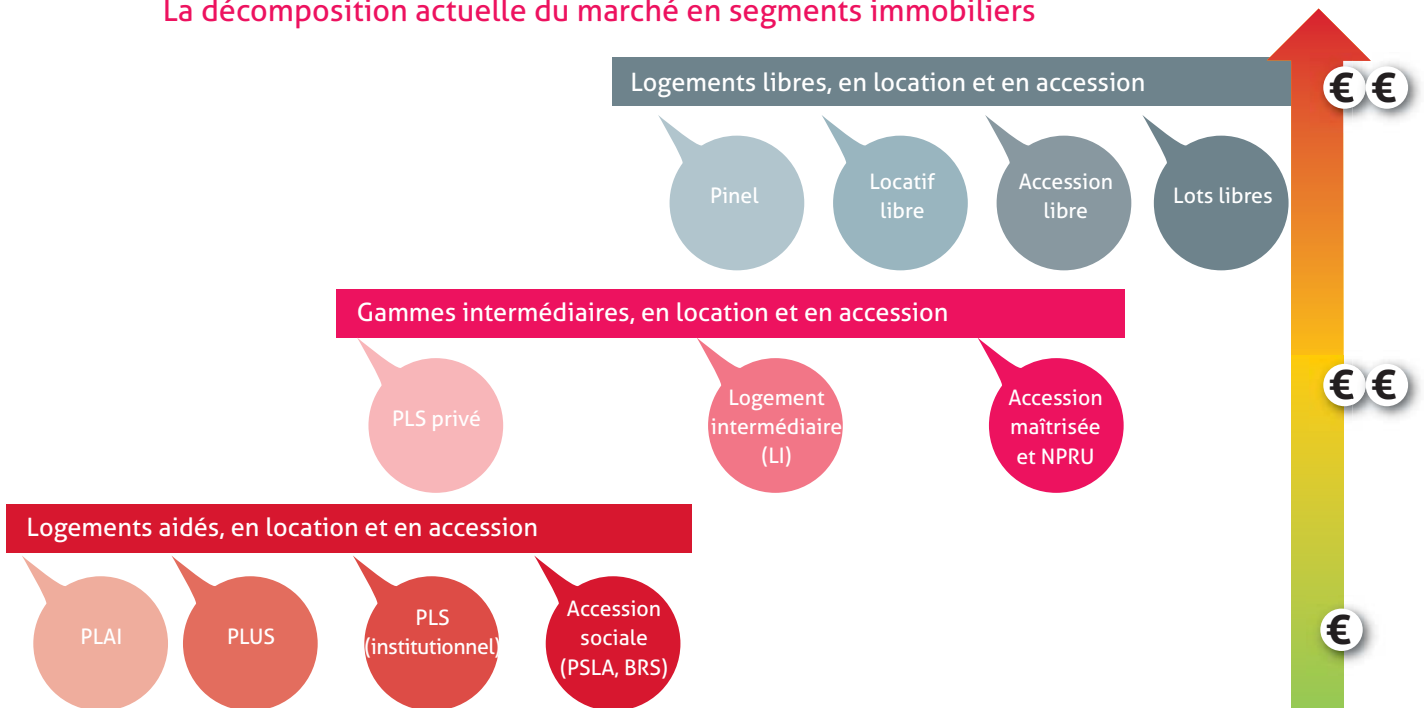 La décomposition actuelle du marché en segments immobiliers
Logements libres, en location et en accession
€ €
Pinel
Locatif
libre
Accession
libre
Lots libres
Gammes intermédiaires, en location et en accession
€ €
PLS privé
Logement
intermédiaire
(LI)
Accession
maîtrisée
et NPRU
Logements aidés, en location et en accession
€
PLAI
PLUS
PLS
(institutionnel)
Accession
sociale
(PSLA, BRS)